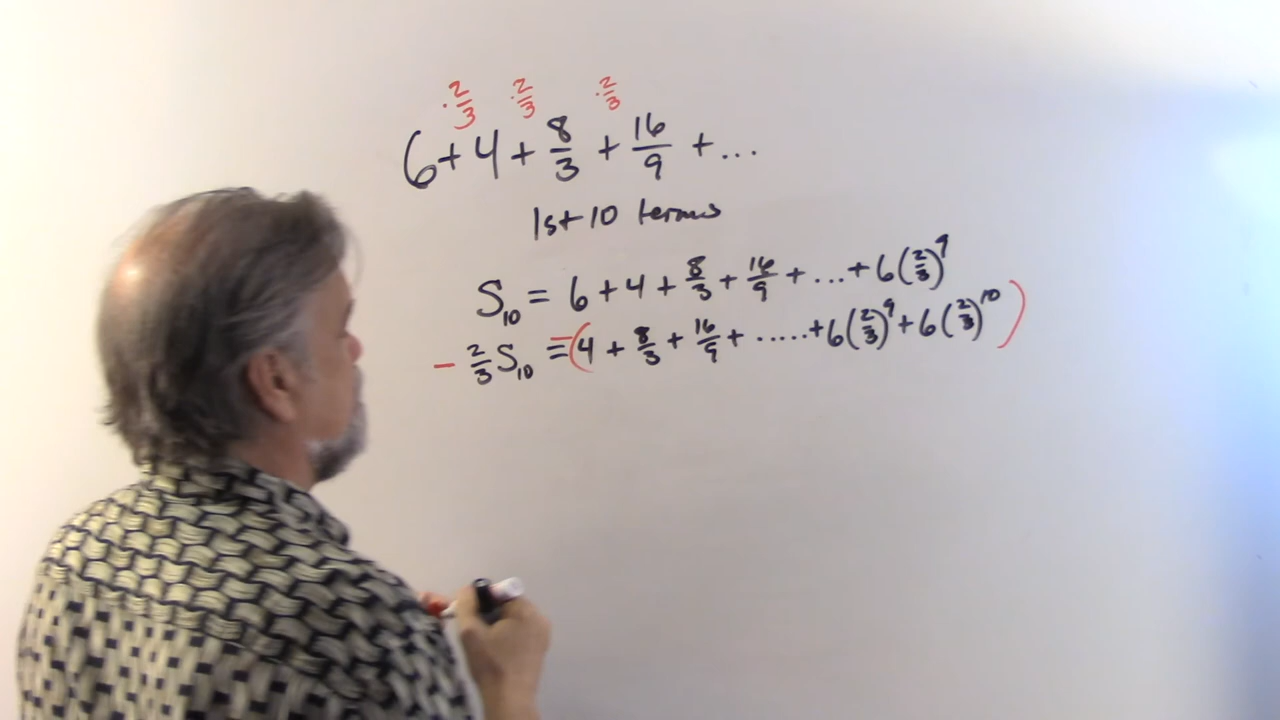 ·2/3 ·2/3 ·2/3
6+4+8/3+16/9+...
1st 10 terms
S₁₀ = 6+4+8/3+16/9+...+6(2/3)⁹
- 2/3 S₁₀ = -(4+8/3+16/9+......+6(2/3)⁹+6(2/3)¹⁰)